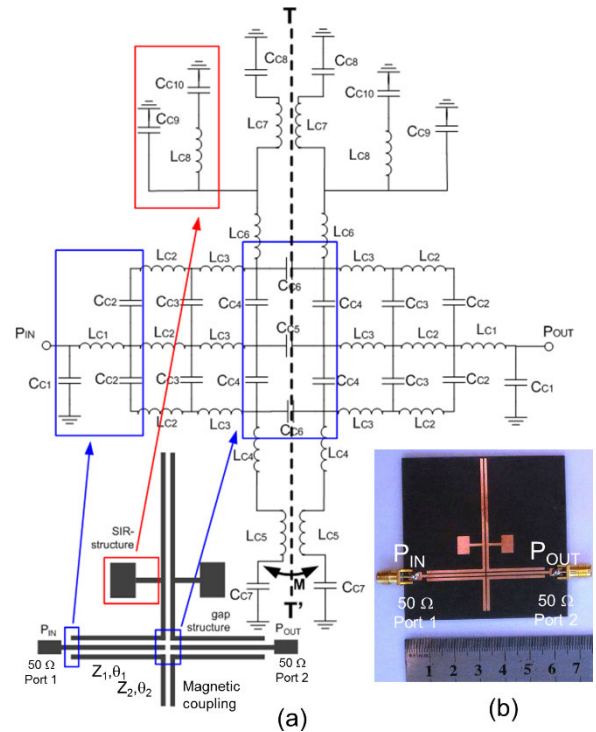 T
CC8 CC8
CC10 CC10
LC7 LC7
CC9 CC9
LC8 LC8
LC6 LC6
LC2 LC3 LC3 LC2
CC6
CC2 CC3 CC4 CC4 CC3 CC2
PIN LC1 LC2 LC3 CC5 LC3 LC2 LC1 POUT
CC1 CC2 CC3 CC4 CC4 CC3 CC2 CC1
LC2 LC3 CC6 LC3 LC2
LC4 LC4
LC5 LC5
M
CC7 CC7
T'
SIR-
structure
gap
structure
PIN POUT
50 Ω
Port 1
Z1,θ1
Z2,θ2
Magnetic
coupling
50 Ω
Port 2
(a)
PIN POUT
50 Ω
Port 1
50 Ω
Port 2
1 2 3 4 5 6 7
(b)